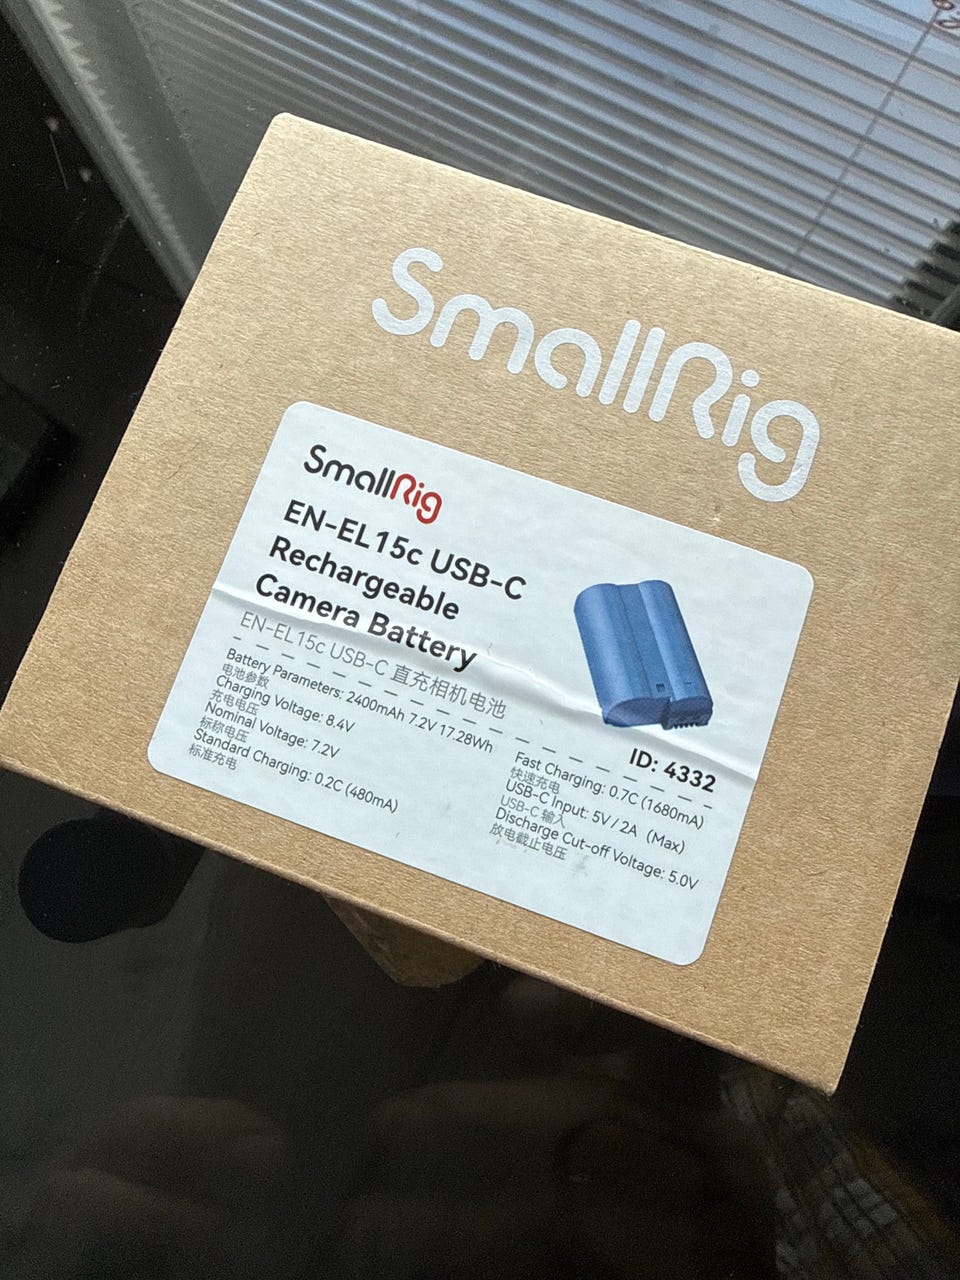 SmallRig
SmallRig
EN-EL15c USB-C
Rechargeable
Camera Battery
EN-EL15c USB-C 直充相机电池
Battery Parameters: 2400mAh 7.2V 17.28Wh
电池参数
Charging Voltage: 8.4V
充电电压
Nominal Voltage: 7.2V
标称电压
Standard Charging: 0.2C (480mA)
标准充电
ID: 4332
Fast Charging: 0.7C (1680mA)
快速充电
USB-C Input: 5V / 2A (Max)
USB-C 输入
Discharge Cut-off Voltage: 5.0V
放电截止电压